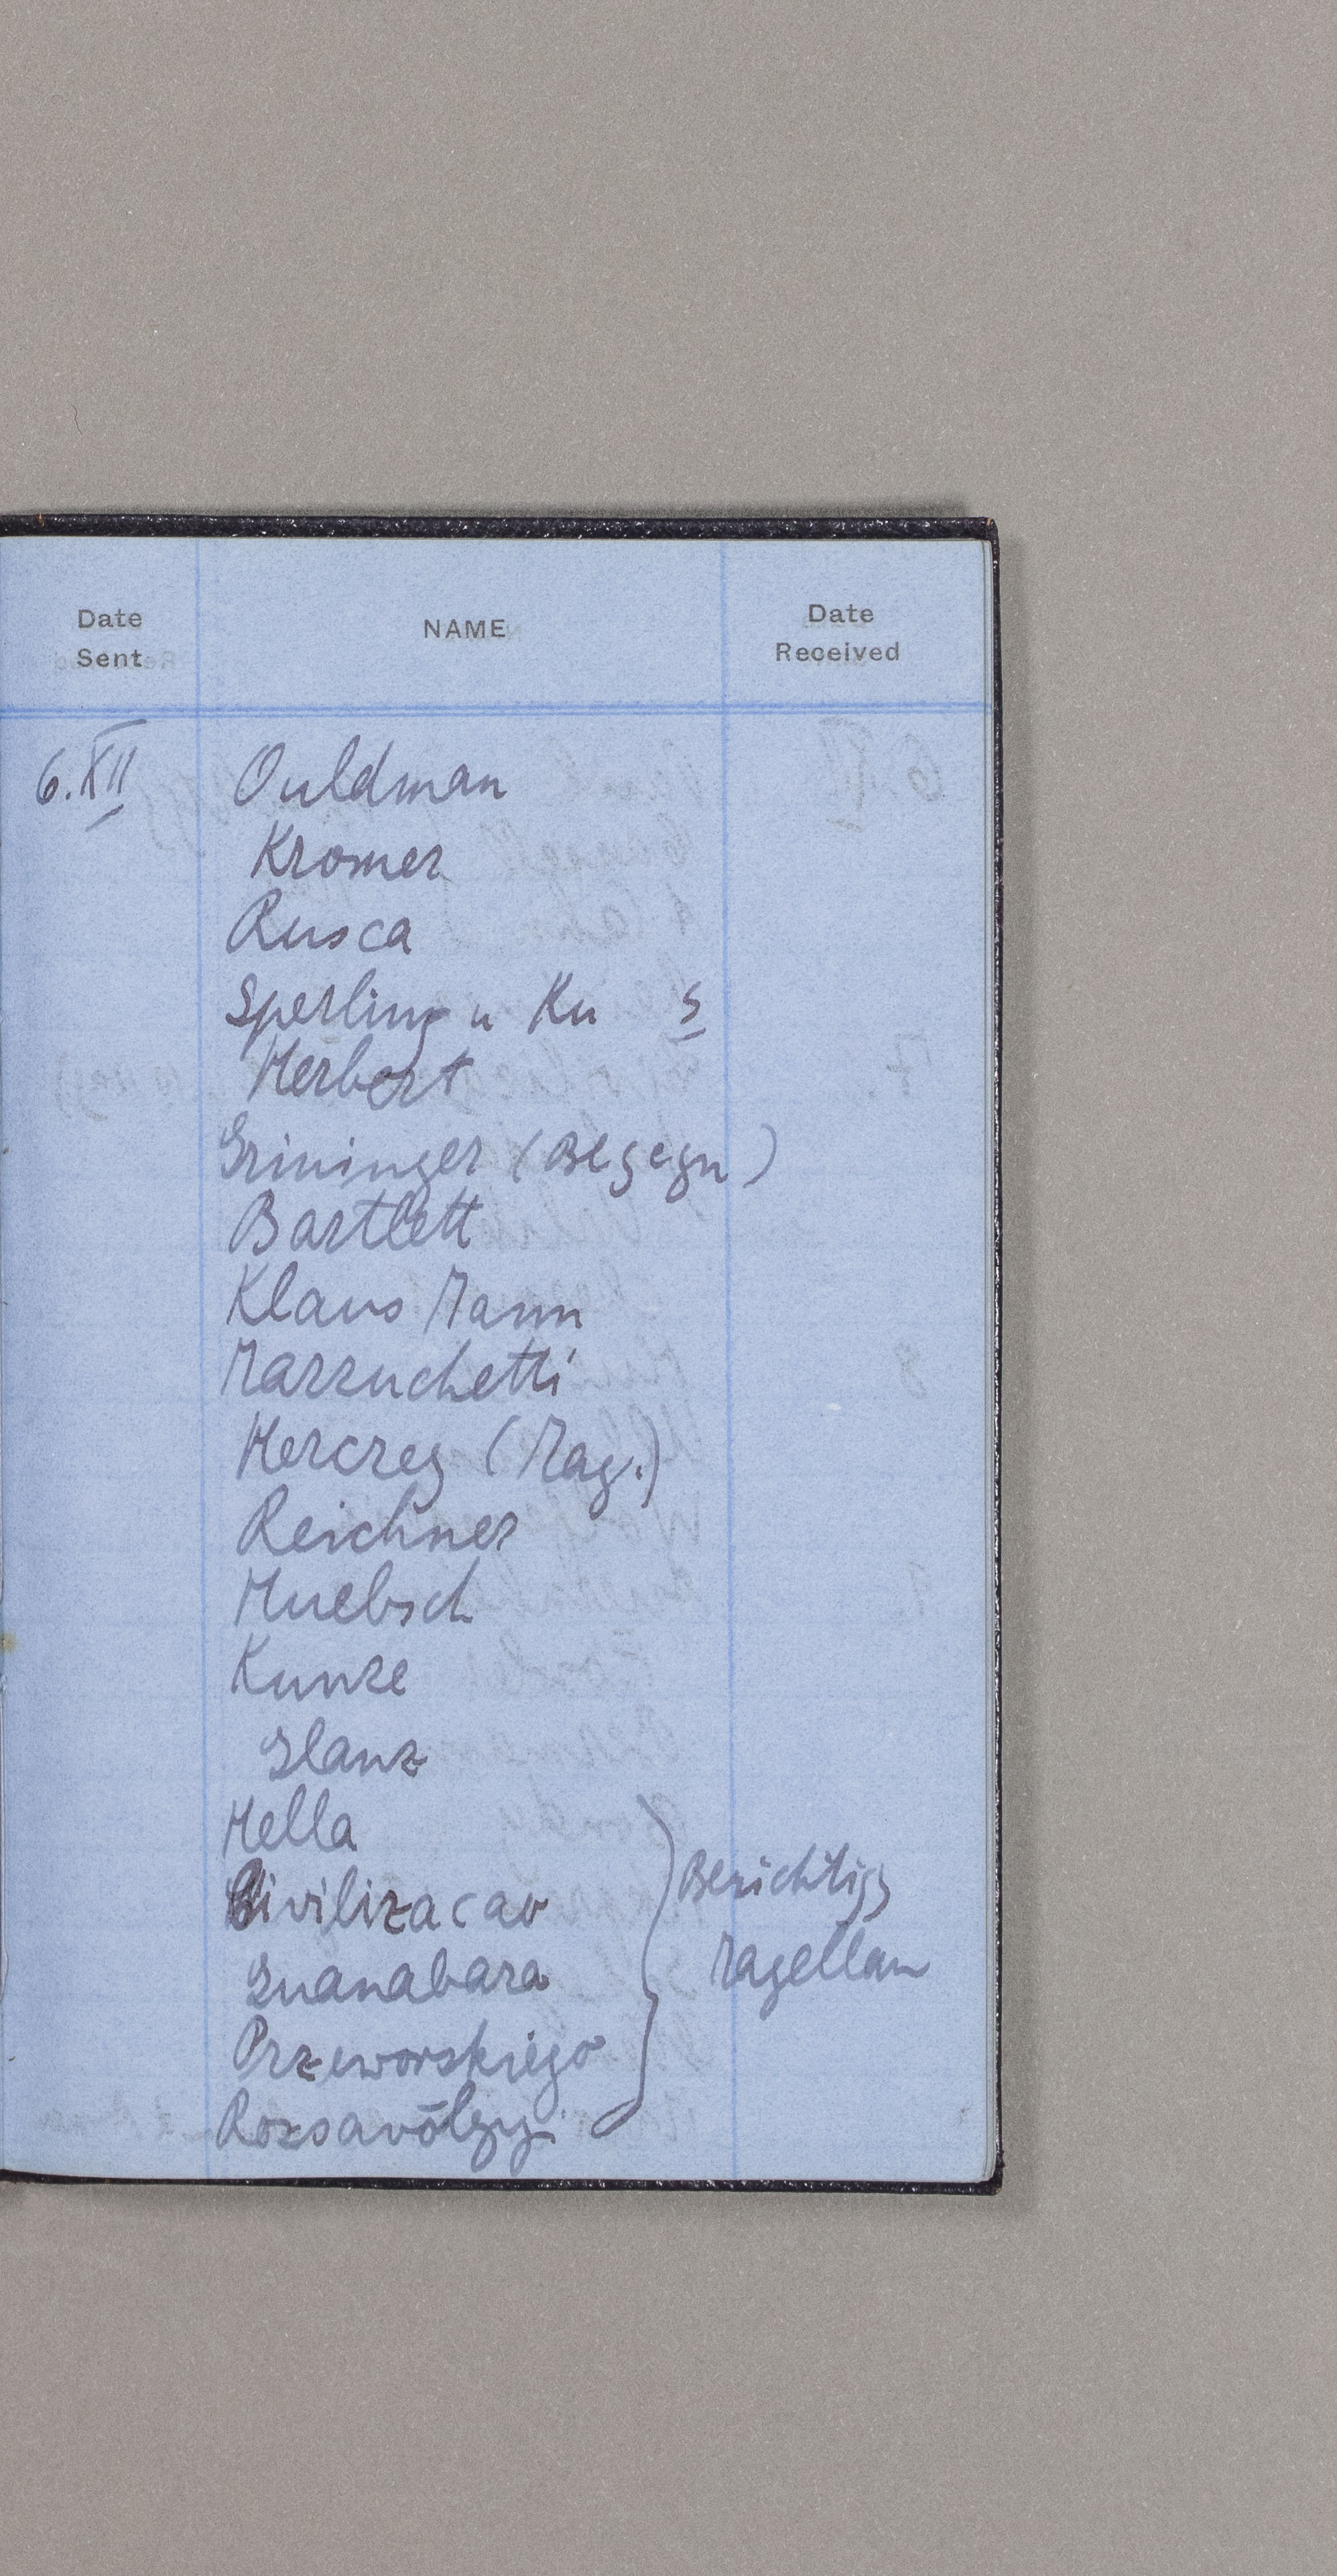 Date Sent NAME Date Received
6.XII Ouldman
Kromer
Rusca
Sperling u Ku S
Herbert
Grininger (Begegn)
Bartlett
Klaus Mann
Mazzuchetti
Herczeg (Mag.)
Reichner
Huebsch
Kunze
Glanz
Hella
Civilizacao Berichtigg
Guanabara Magellan
Przeworskiego
Rozsavölgyi